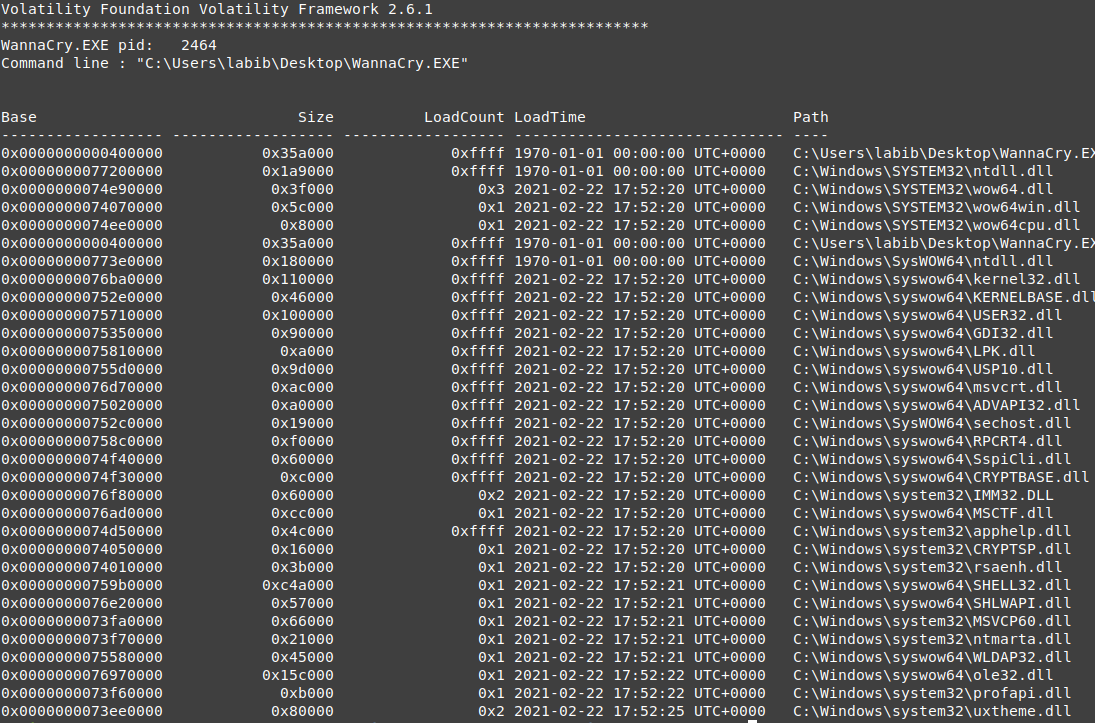 Volatility Foundation Volatility Framework 2.6.1
************************************************************************
WannaCry.EXE pid:   2464
Command line : "C:\Users\labib\Desktop\WannaCry.EXE"
Base                             Size          LoadCount LoadTime                       Path
------------------ ------------------ ------------------ ------------------------------ ----
0x0000000000400000           0x35a000             0xffff 1970-01-01 00:00:00 UTC+0000   C:\Users\labib\Desktop\WannaCry.EX
0x0000000077200000           0x1a9000             0xffff 1970-01-01 00:00:00 UTC+0000   C:\Windows\SYSTEM32\ntdll.dll
0x0000000074e90000            0x3f000                0x3 2021-02-22 17:52:20 UTC+0000   C:\Windows\SYSTEM32\wow64.dll
0x0000000074070000            0x5c000                0x1 2021-02-22 17:52:20 UTC+0000   C:\Windows\SYSTEM32\wow64win.dll
0x0000000074ee0000             0x8000                0x1 2021-02-22 17:52:20 UTC+0000   C:\Windows\SYSTEM32\wow64cpu.dll
0x0000000000400000           0x35a000             0xffff 1970-01-01 00:00:00 UTC+0000   C:\Users\labib\Desktop\WannaCry.EX
0x00000000773e0000           0x180000             0xffff 1970-01-01 00:00:00 UTC+0000   C:\Windows\SysWOW64\ntdll.dll
0x0000000076ba0000           0x110000             0xffff 2021-02-22 17:52:20 UTC+0000   C:\Windows\syswow64\kernel32.dll
0x00000000752e0000            0x46000             0xffff 2021-02-22 17:52:20 UTC+0000   C:\Windows\syswow64\KERNELBASE.dll
0x0000000075710000           0x100000             0xffff 2021-02-22 17:52:20 UTC+0000   C:\Windows\syswow64\USER32.dll
0x0000000075350000            0x90000             0xffff 2021-02-22 17:52:20 UTC+0000   C:\Windows\syswow64\GDI32.dll
0x0000000075810000             0xa000             0xffff 2021-02-22 17:52:20 UTC+0000   C:\Windows\syswow64\LPK.dll
0x00000000755d0000            0x9d000             0xffff 2021-02-22 17:52:20 UTC+0000   C:\Windows\syswow64\USP10.dll
0x0000000076d70000            0xac000             0xffff 2021-02-22 17:52:20 UTC+0000   C:\Windows\syswow64\msvcrt.dll
0x0000000075020000            0xa0000             0xffff 2021-02-22 17:52:20 UTC+0000   C:\Windows\syswow64\ADVAPI32.dll
0x00000000752c0000            0x19000             0xffff 2021-02-22 17:52:20 UTC+0000   C:\Windows\SysWOW64\sechost.dll
0x00000000758c0000            0xf0000             0xffff 2021-02-22 17:52:20 UTC+0000   C:\Windows\syswow64\RPCRT4.dll
0x0000000074f40000            0x60000             0xffff 2021-02-22 17:52:20 UTC+0000   C:\Windows\syswow64\SspiCli.dll
0x0000000074f30000             0xc000             0xffff 2021-02-22 17:52:20 UTC+0000   C:\Windows\syswow64\CRYPTBASE.dll
0x0000000076f80000            0x60000                0x2 2021-02-22 17:52:20 UTC+0000   C:\Windows\system32\IMM32.DLL
0x0000000076ad0000            0xcc000                0x1 2021-02-22 17:52:20 UTC+0000   C:\Windows\syswow64\MSCTF.dll
0x0000000074d50000            0x4c000             0xffff 2021-02-22 17:52:20 UTC+0000   C:\Windows\system32\apphelp.dll
0x0000000074050000            0x16000                0x1 2021-02-22 17:52:20 UTC+0000   C:\Windows\system32\CRYPTSP.dll
0x0000000074010000            0x3b000                0x1 2021-02-22 17:52:20 UTC+0000   C:\Windows\system32\rsaenh.dll
0x00000000759b0000           0xc4a000                0x1 2021-02-22 17:52:21 UTC+0000   C:\Windows\syswow64\SHELL32.dll
0x0000000076e20000            0x57000                0x1 2021-02-22 17:52:21 UTC+0000   C:\Windows\syswow64\SHLWAPI.dll
0x0000000073fa0000            0x66000                0x1 2021-02-22 17:52:21 UTC+0000   C:\Windows\system32\MSVCP60.dll
0x0000000073f70000            0x21000                0x1 2021-02-22 17:52:21 UTC+0000   C:\Windows\system32\ntmarta.dll
0x0000000075580000            0x45000                0x1 2021-02-22 17:52:21 UTC+0000   C:\Windows\syswow64\WLDAP32.dll
0x0000000076970000           0x15c000                0x1 2021-02-22 17:52:22 UTC+0000   C:\Windows\syswow64\ole32.dll
0x0000000073f60000             0xb000                0x1 2021-02-22 17:52:22 UTC+0000   C:\Windows\system32\profapi.dll
0x0000000073ee0000            0x80000                0x2 2021-02-22 17:52:25 UTC+0000   C:\Windows\system32\uxtheme.dll